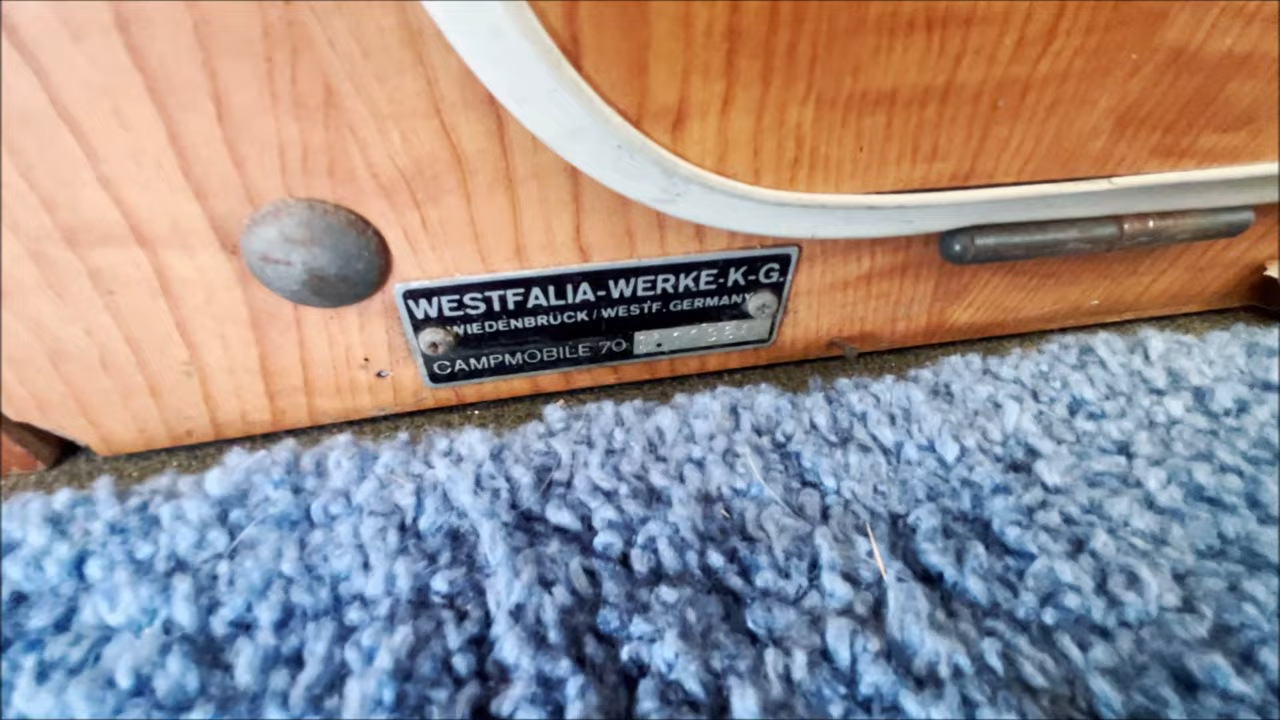 WESTFALIA-WERKE-K-G.
WIEDENBRÜCK / WESTF. GERMANY
CAMPMOBILE 70